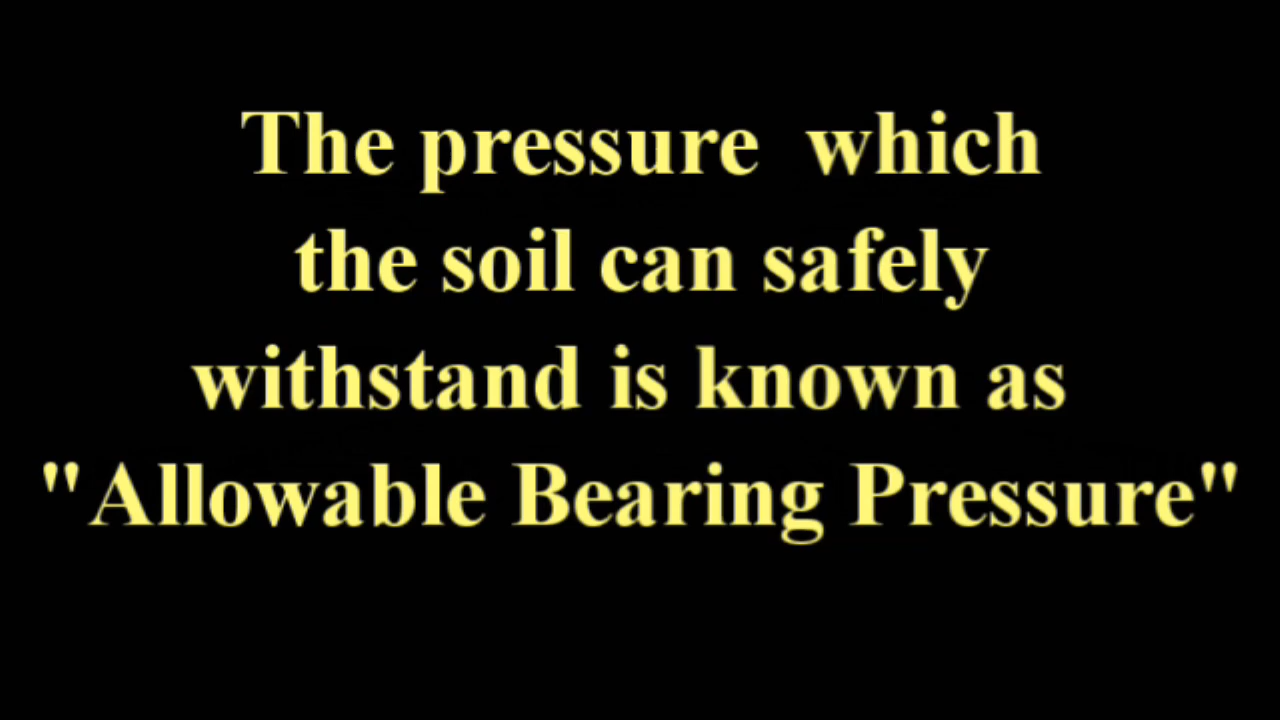 The pressure  which
the soil can safely
withstand is known as
"Allowable Bearing Pressure"